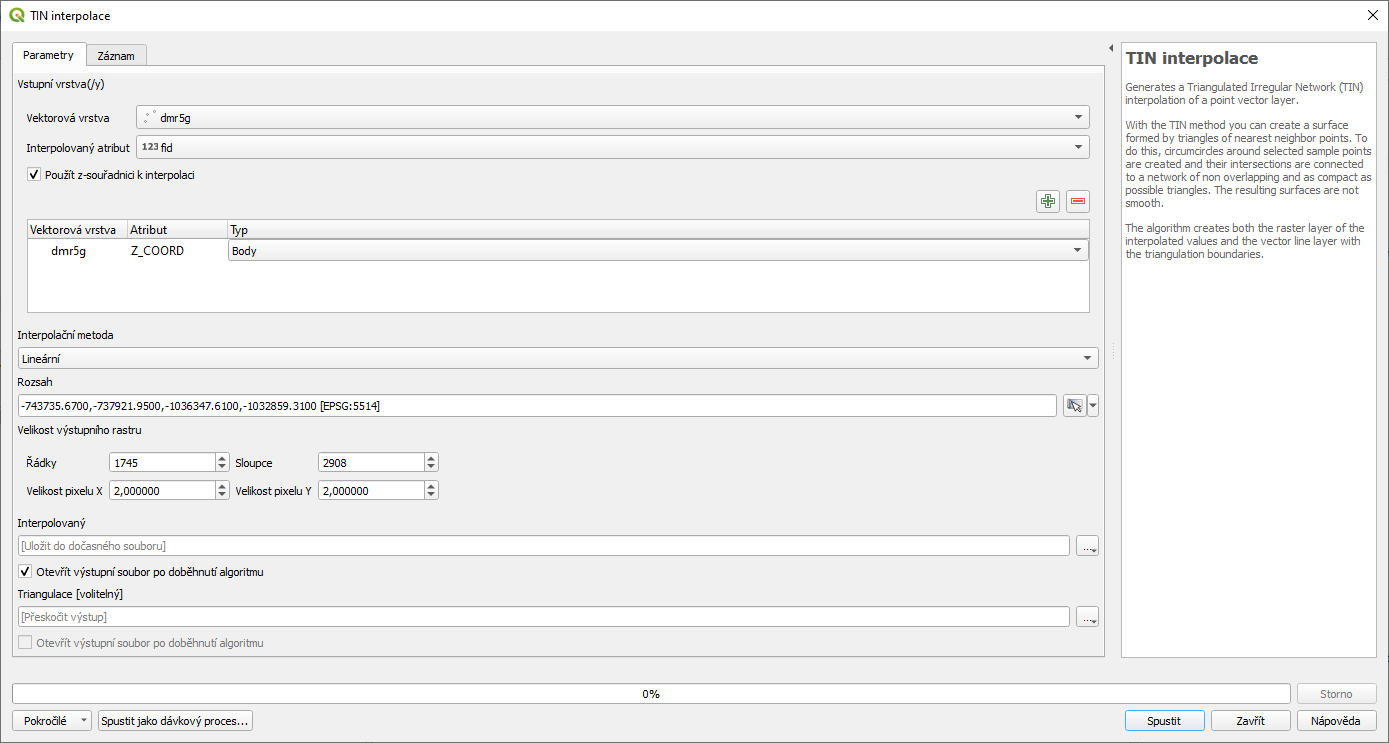 TIN interpolace
Parametry
Záznam
Vstupní vrstva(/y)
Vektorová vrstva
dmr5g
Interpolovaný atribut
123 fid
Použít z-souřadnici k interpolaci
Vektorová vrstva Atribut Typ
dmr5g Z_COORD Body
Interpolační metoda
Lineární
Rozsah
-743735.6700,-737921.9500,-1036347.6100,-1032859.3100 [EPSG:5514]
Velikost výstupního rastru
Řádky 1745 Sloupce 2908
Velikost pixelu X 2,000000 Velikost pixelu Y 2,000000
Interpolovaný
[Uložit do dočasného souboru]
...
Otevřít výstupní soubor po doběhnutí algoritmu
Triangulace [volitelný]
[Přeskočit výstup]
...
Otevřít výstupní soubor po doběhnutí algoritmu
TIN interpolace
Generates a Triangulated Irregular Network (TIN)
interpolation of a point vector layer.
With the TIN method you can create a surface
formed by triangles of nearest neighbor points. To
do this, circumcircles around selected sample points
are created and their intersections are connected
to a network of non overlapping and as compact as
possible triangles. The resulting surfaces are not
smooth.
The algorithm creates both the raster layer of the
interpolated values and the vector line layer with
the triangulation boundaries.
0%
Storno
Pokročilé
Spustit jako dávkový proces...
Spustit
Zavřít
Nápověda